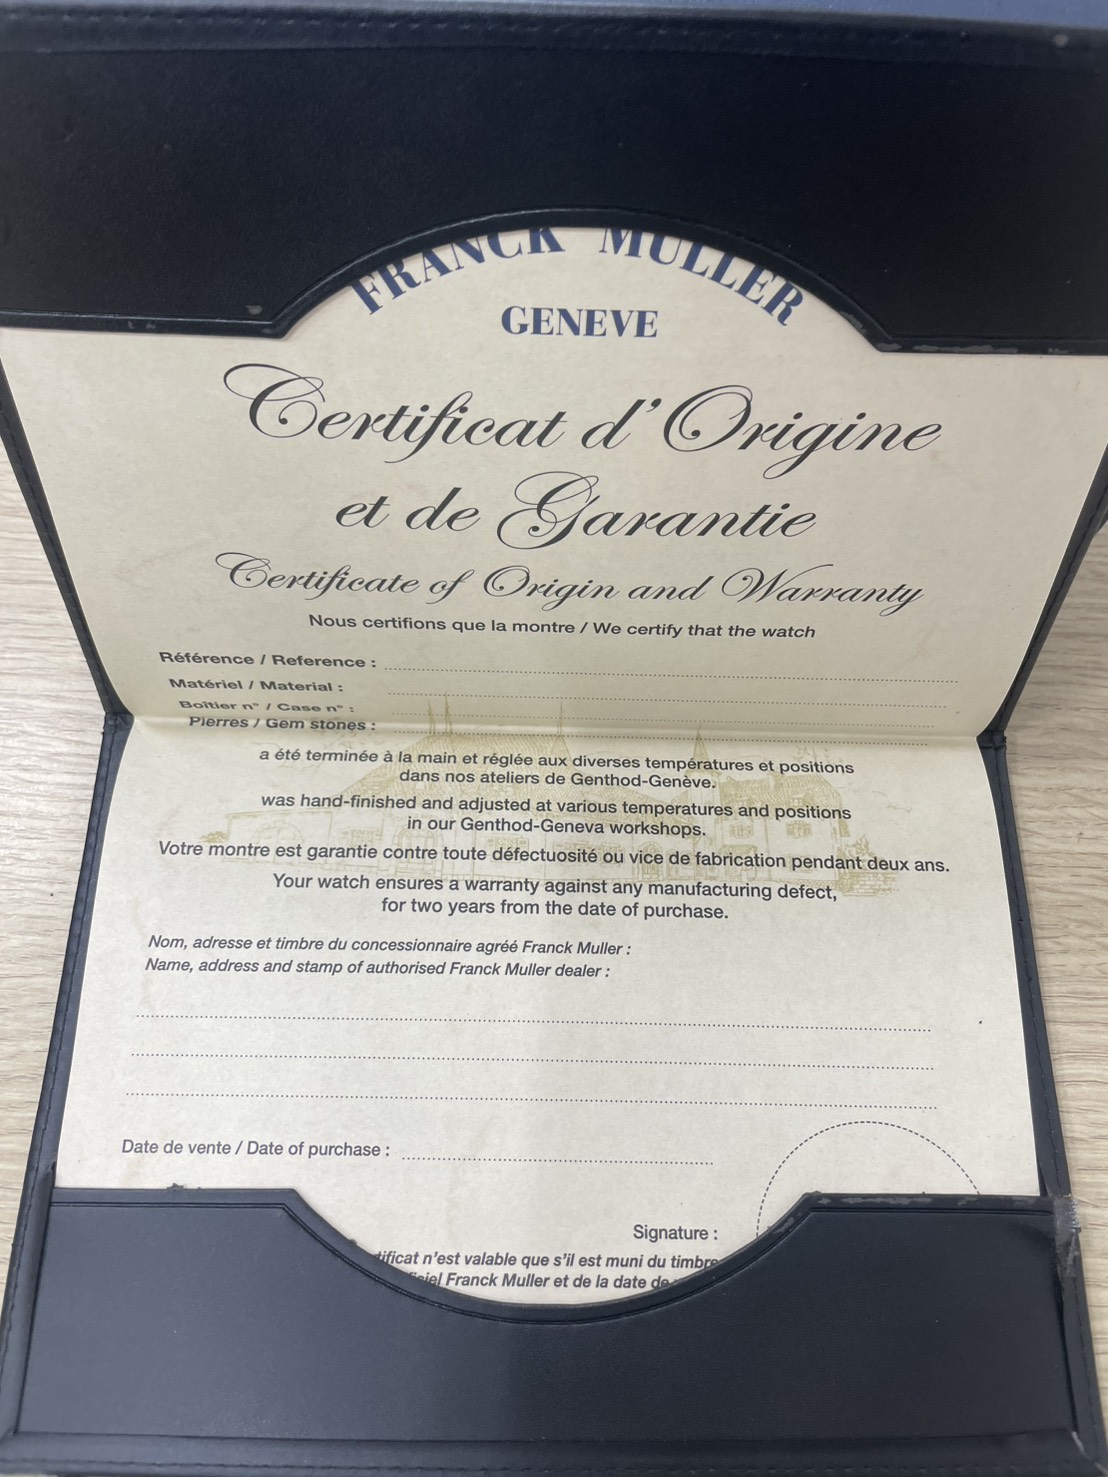 FRANCK MULLER
GENEVE
Certificat d'Origine
et de Garantie
Certificate of Origin and Warranty
Nous certifions que la montre / We certify that the watch
Référence / Reference :
Matériel / Material :
Boîtier n° / Case n° :
Pierres / Gem stones :
a été terminée à la main et réglée aux diverses températures et positions
dans nos ateliers de Genthod-Genève.
was hand-finished and adjusted at various temperatures and positions
in our Genthod-Geneva workshops.
Votre montre est garantie contre toute défectuosité ou vice de fabrication pendant deux ans.
Your watch ensures a warranty against any manufacturing defect,
for two years from the date of purchase.
Nom, adresse et timbre du concessionnaire agréé Franck Muller :
Name, address and stamp of authorised Franck Muller dealer :
Date de vente / Date of purchase :
Signature :
n'est valable que s'il est muni du timbre
Franck Muller et de la date de